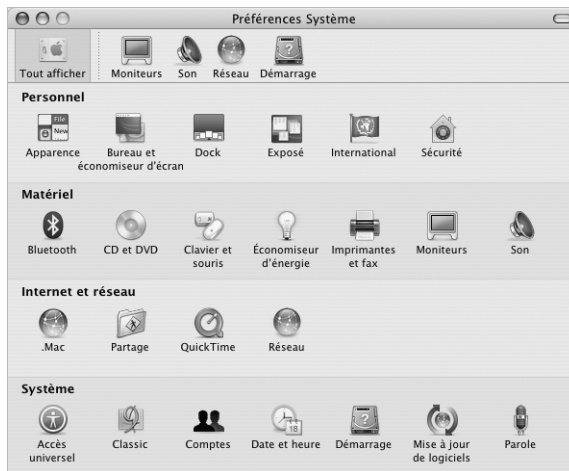 Préférences Système
Tout afficher Moniteurs Son Réseau Démarrage
Personnel
File
New
Apparence Bureau et économiseur d'écran Dock Exposé International Sécurité
Matériel
Bluetooth CD et DVD Clavier et souris Économiseur d'énergie Imprimantes et fax Moniteurs Son
Internet et réseau
.Mac Partage QuickTime Réseau
Système
18
Accès universel Classic Comptes Date et heure Démarrage Mise à jour de logiciels Parole